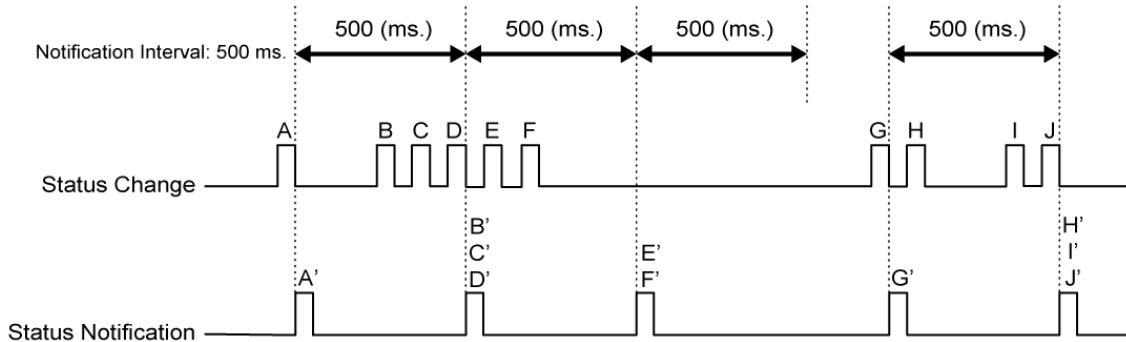 500 (ms.) 500 (ms.) 500 (ms.) 500 (ms.)
Notification Interval: 500 ms.
A B C D E F G H I J
Status Change
B’ H’
C’ E’ I’
A’ D’ F’ G’ J’
Status Notification